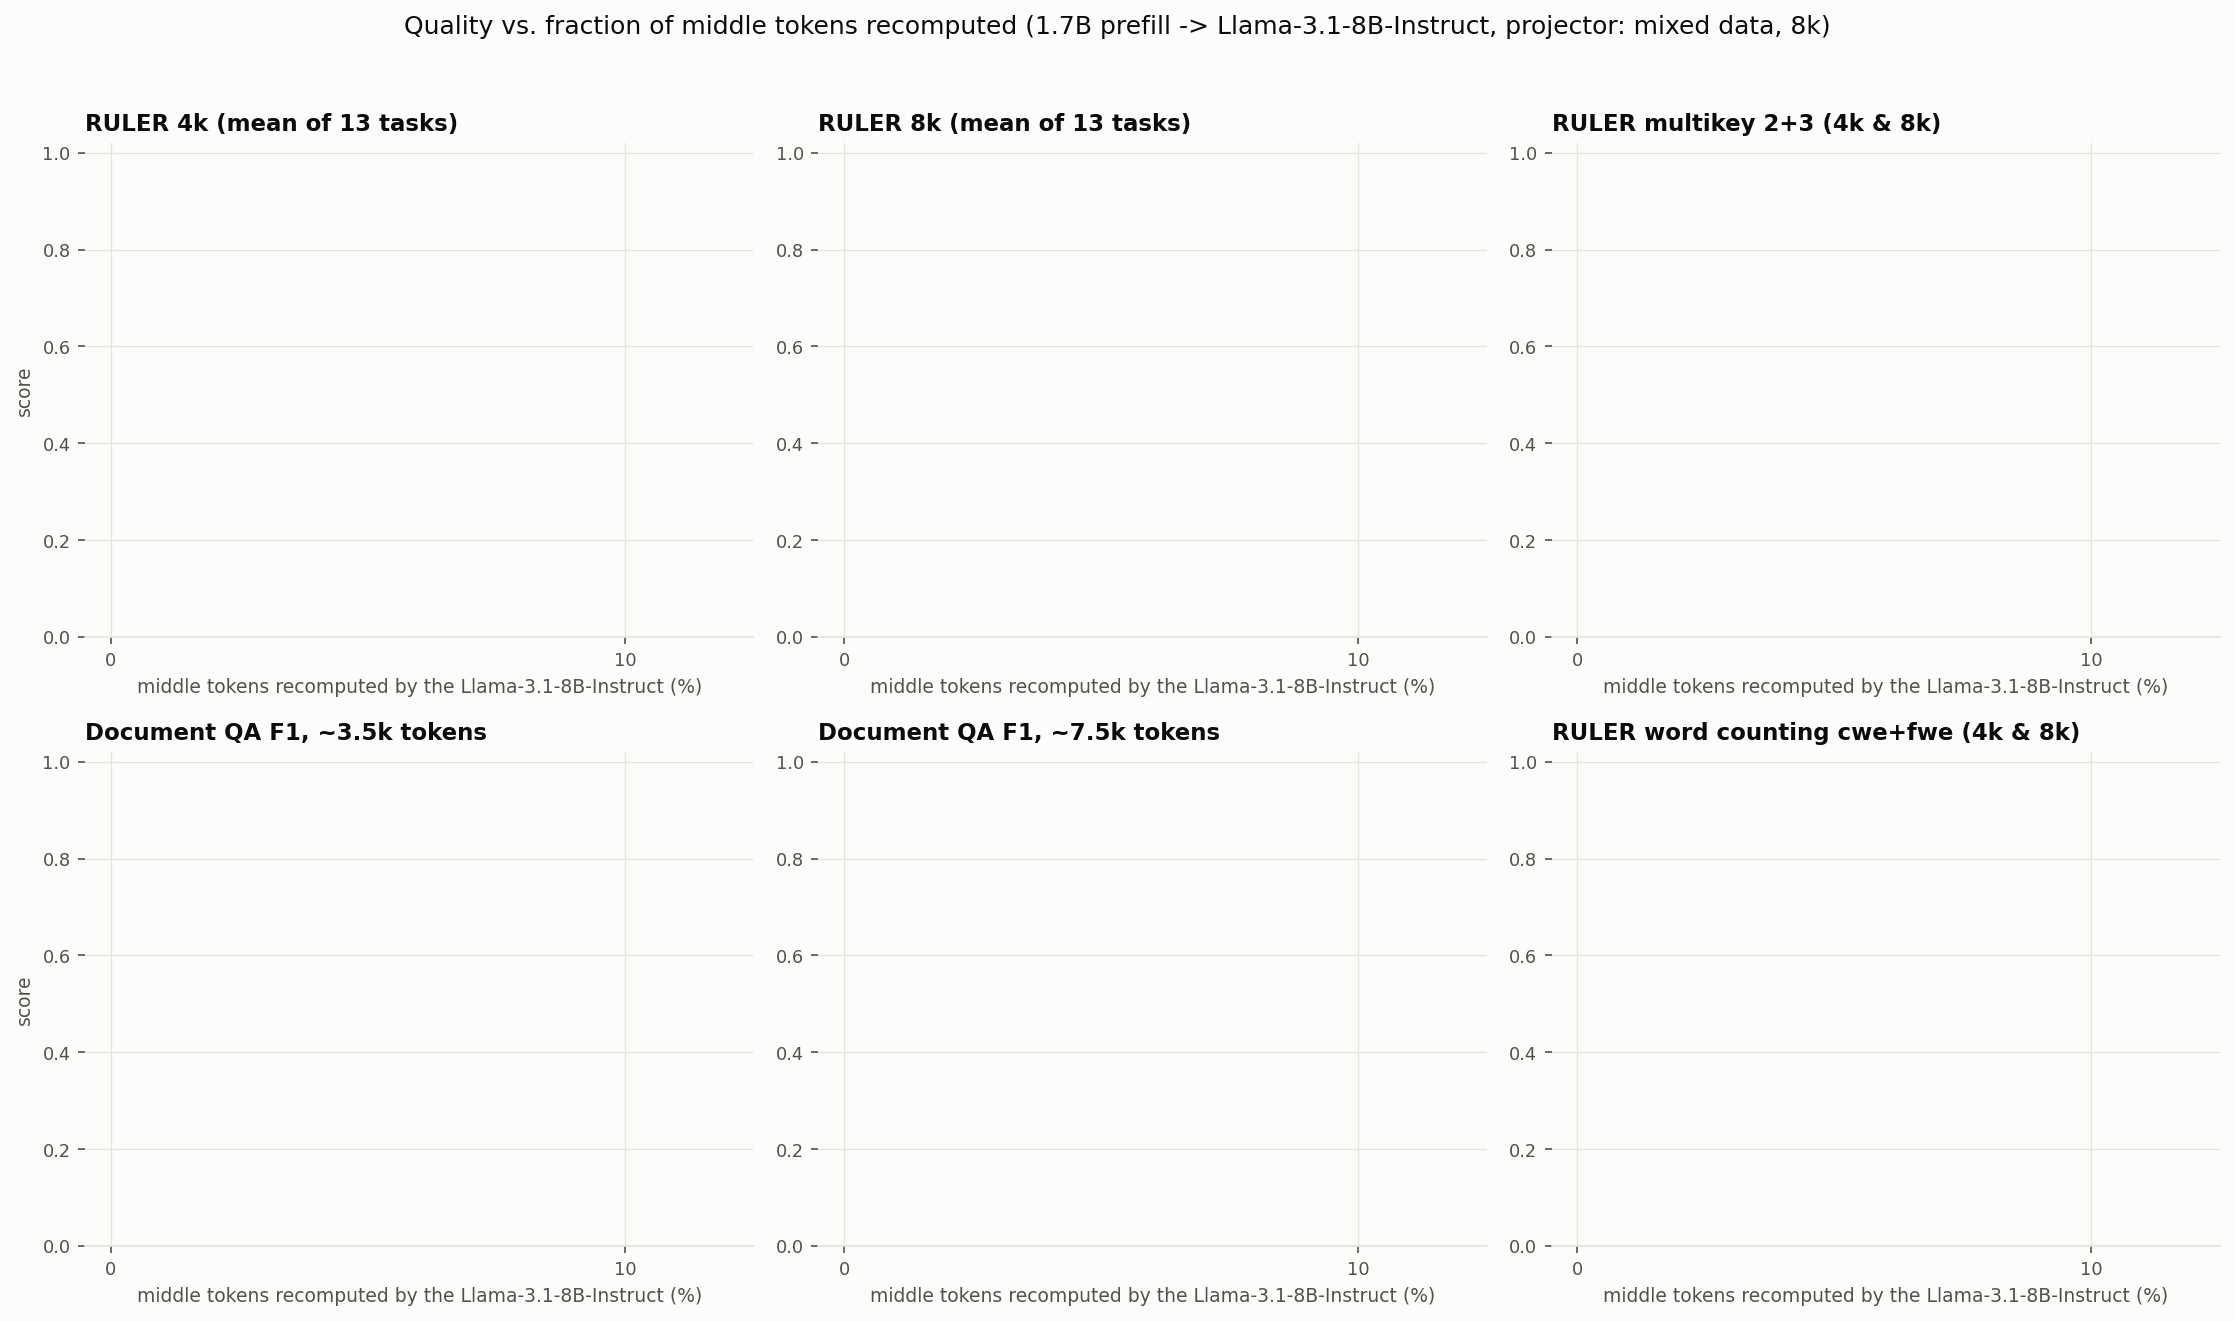 Quality vs. fraction of middle tokens recomputed (1.7B prefill -> Llama-3.1-8B-Instruct, projector: mixed data, 8k)
RULER 4k (mean of 13 tasks)
1.0
0.8
0.6
0.4
0.2
0.0
score
0 10
middle tokens recomputed by the Llama-3.1-8B-Instruct (%)
RULER 8k (mean of 13 tasks)
1.0
0.8
0.6
0.4
0.2
0.0
0 10
middle tokens recomputed by the Llama-3.1-8B-Instruct (%)
RULER multikey 2+3 (4k & 8k)
1.0
0.8
0.6
0.4
0.2
0.0
0 10
middle tokens recomputed by the Llama-3.1-8B-Instruct (%)
Document QA F1, ~3.5k tokens
1.0
0.8
0.6
0.4
0.2
0.0
score
0 10
middle tokens recomputed by the Llama-3.1-8B-Instruct (%)
Document QA F1, ~7.5k tokens
1.0
0.8
0.6
0.4
0.2
0.0
0 10
middle tokens recomputed by the Llama-3.1-8B-Instruct (%)
RULER word counting cwe+fwe (4k & 8k)
1.0
0.8
0.6
0.4
0.2
0.0
0 10
middle tokens recomputed by the Llama-3.1-8B-Instruct (%)